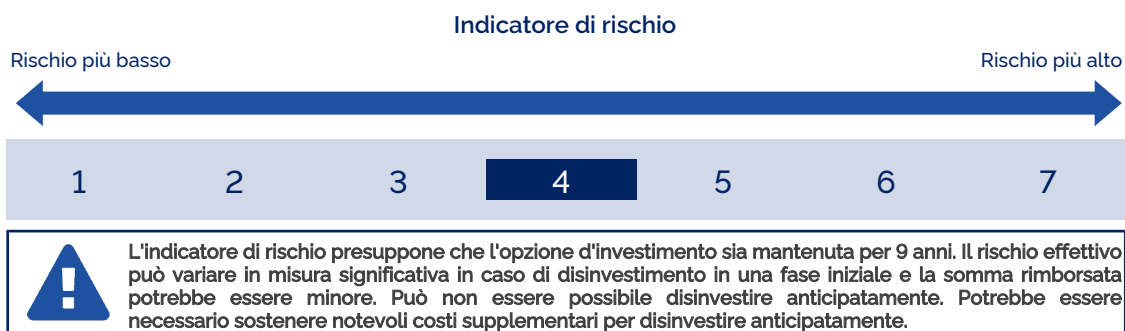 Indicatore di rischio
Rischio più basso Rischio più alto
1 2 3 4 5 6 7
L'indicatore di rischio presuppone che l'opzione d'investimento sia mantenuta per 9 anni. Il rischio effettivo
può variare in misura significativa in caso di disinvestimento in una fase iniziale e la somma rimborsata
potrebbe essere minore. Può non essere possibile disinvestire anticipatamente. Potrebbe essere
necessario sostenere notevoli costi supplementari per disinvestire anticipatamente.